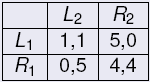 L₂ R₂
L₁ 1,1 5,0
R₁ 0,5 4,4